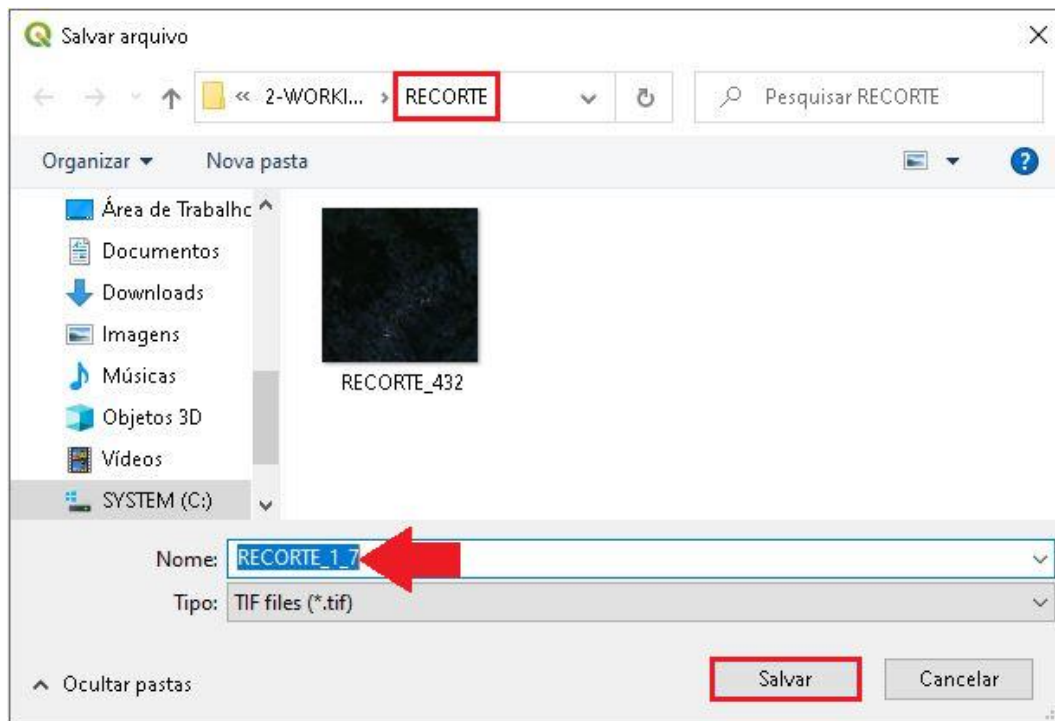 Salvar arquivo
« 2-WORKI... > RECORTE
Pesquisar RECORTE
Organizar
Nova pasta
Área de Trabalho
Documentos
Downloads
Imagens
Músicas
Objetos 3D
Vídeos
SYSTEM (C:)
RECORTE_432
Nome: RECORTE_1_7
Tipo: TIF files (*.tif)
Ocultar pastas
Salvar
Cancelar